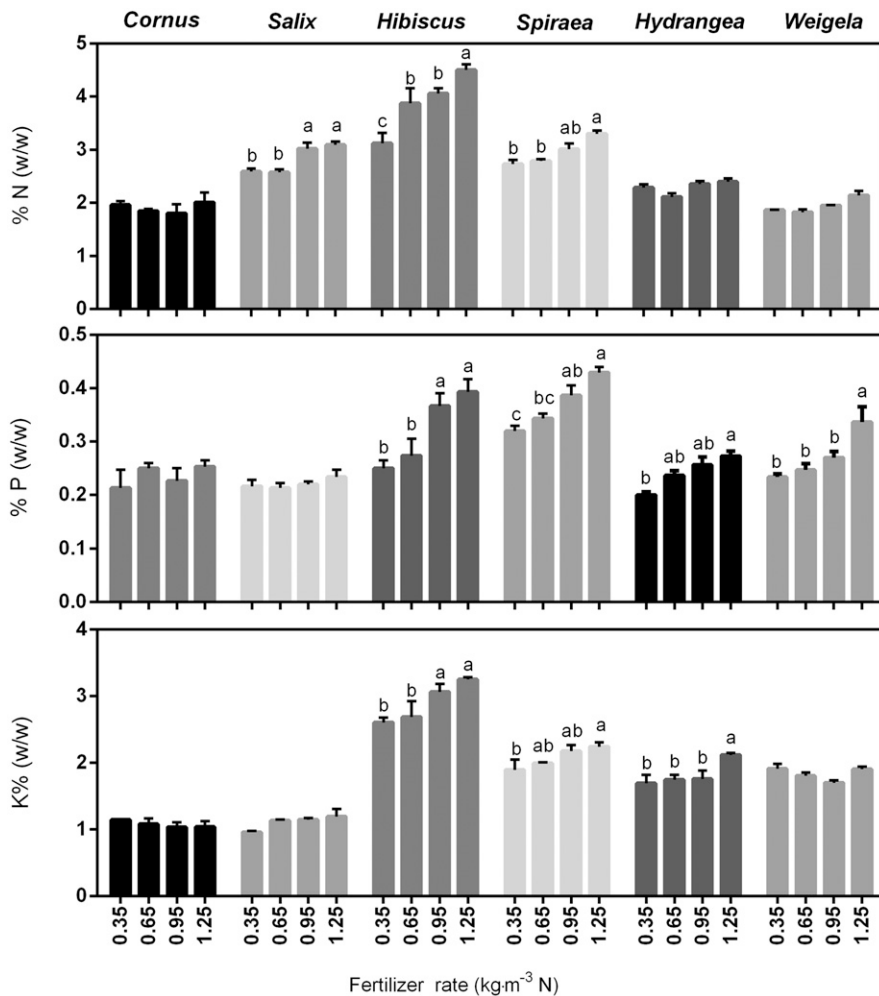 Cornus Salix Hibiscus Spiraea Hydrangea Weigela
% N (w/w)
5
4
3
2
1
0
b b a a
c b b a
b b ab a
% P (w/w)
0.5
0.4
0.3
0.2
0.1
0.0
b b a a
c bc ab a
b ab ab a
b b b a
K% (w/w)
4
3
2
1
0
b b a a
b ab ab a
b b b a
0.35 0.65 0.95 1.25 0.35 0.65 0.95 1.25 0.35 0.65 0.95 1.25 0.35 0.65 0.95 1.25 0.35 0.65 0.95 1.25 0.35 0.65 0.95 1.25
Fertilizer rate (kg·m⁻³ N)